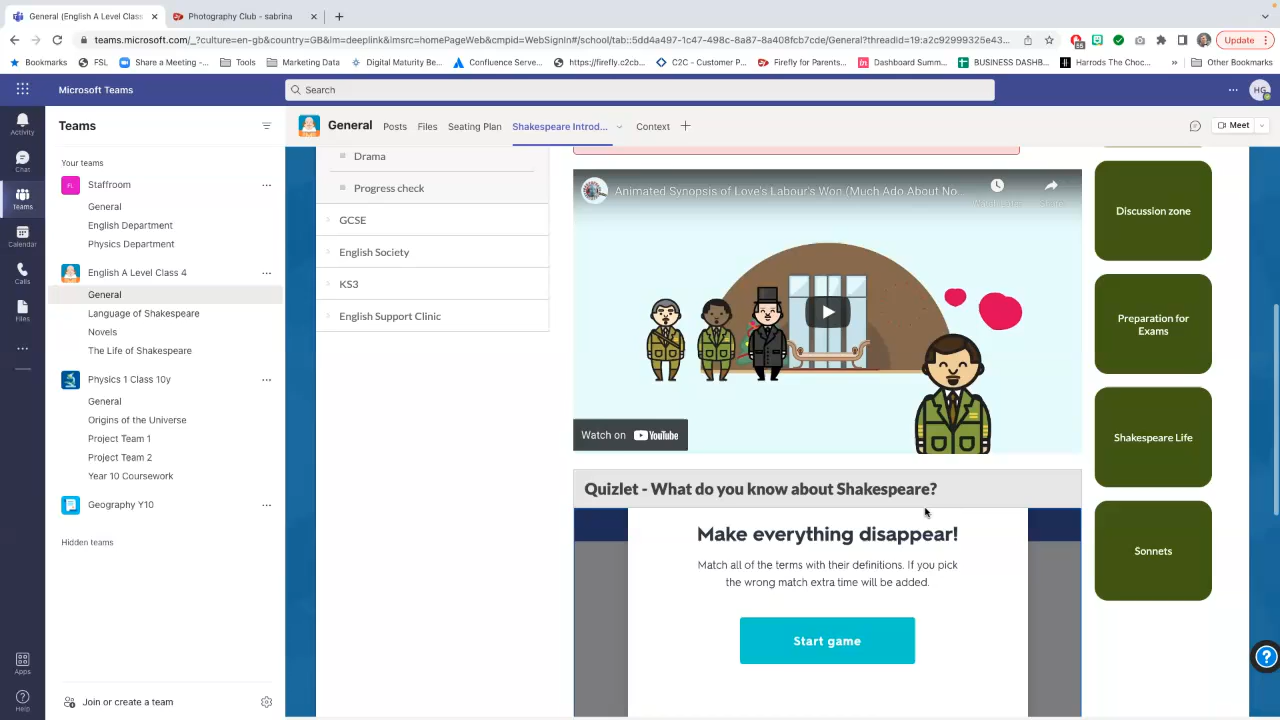 General (English A Level Class
Photography Club - sabrina
teams.microsoft.com/_?culture=en-gb&country=GB&lm=deeplink&lmsrc=homePageWeb&cmpid=WebSignIn#/school/tab::5dd4a497-1c47-498c-8a87-8a408fcb7cde/General?threadId=19:a2c92999325e43...
Update
Bookmarks
FSL
Share a Meeting -...
Tools
Marketing Data
Digital Maturity Be...
Confluence Serve...
https://firefly.c2cb...
C2C - Customer P...
Firefly for Parents...
Dashboard Summ...
BUSINESS DASHB...
Harrods The Choc...
Other Bookmarks
Microsoft Teams
Search
HG
Activity
Chat
Teams
Calendar
Calls
Files
Apps
Help
Teams
Your teams
FL
Staffroom
General
English Department
Physics Department
English A Level Class 4
General
Language of Shakespeare
Novels
The Life of Shakespeare
Physics 1 Class 10y
General
Origins of the Universe
Project Team 1
Project Team 2
Year 10 Coursework
Geography Y10
Hidden teams
Join or create a team
General
Posts
Files
Seating Plan
Shakespeare Introd...
Context
Meet
Drama
Progress check
GCSE
English Society
KS3
English Support Clinic
Animated Synopsis of Love's Labour's Won (Much Ado About No
Watch on YouTube
Quizlet - What do you know about Shakespeare?
Make everything disappear!
Match all of the terms with their definitions. If you pick
the wrong match extra time will be added.
Start game
Discussion zone
Preparation for
Exams
Shakespeare Life
Sonnets